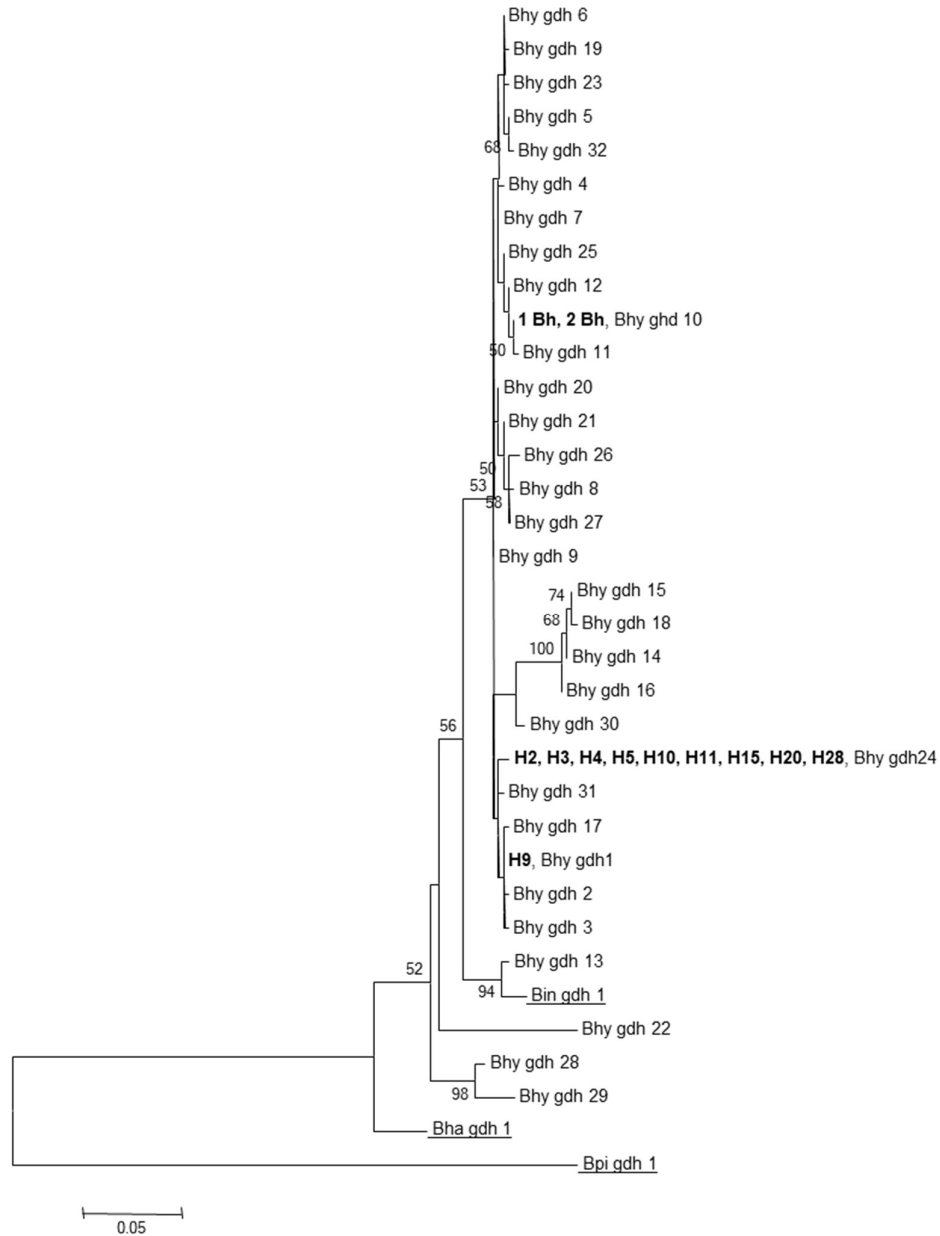 Bhy gdh 6
Bhy gdh 19
Bhy gdh 23
Bhy gdh 5
68
Bhy gdh 32
Bhy gdh 4
Bhy gdh 7
Bhy gdh 25
Bhy gdh 12
1 Bh, 2 Bh, Bhy ghd 10
50
Bhy gdh 11
Bhy gdh 20
Bhy gdh 21
Bhy gdh 26
50
53
Bhy gdh 8
58
Bhy gdh 27
Bhy gdh 9
74
Bhy gdh 15
68
Bhy gdh 18
100
Bhy gdh 14
Bhy gdh 16
Bhy gdh 30
56
H2, H3, H4, H5, H10, H11, H15, H20, H28, Bhy gdh24
Bhy gdh 31
Bhy gdh 17
H9, Bhy gdh1
Bhy gdh 2
Bhy gdh 3
Bhy gdh 13
52
94
Bin gdh 1
Bhy gdh 22
Bhy gdh 28
98
Bhy gdh 29
Bha gdh 1
Bpi gdh 1
0.05